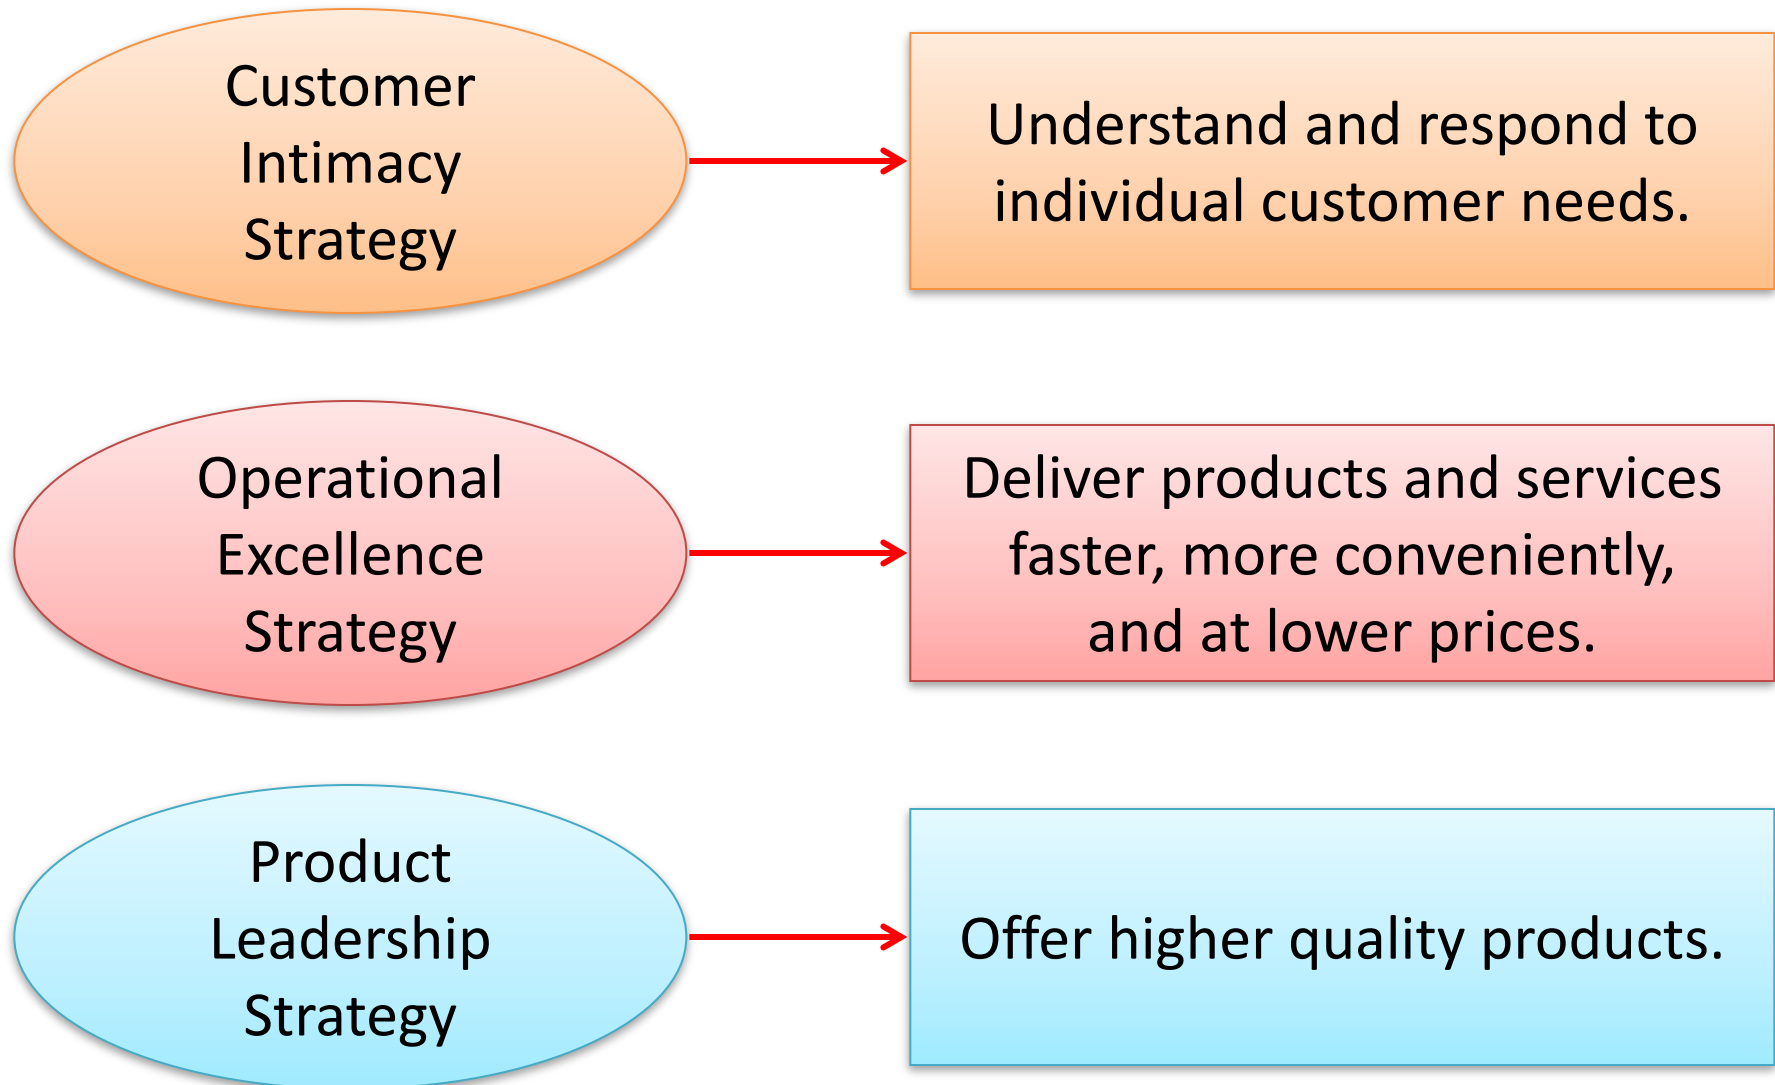 Customer
Intimacy
Strategy
Understand and respond to
individual customer needs.
Operational
Excellence
Strategy
Deliver products and services
faster, more conveniently,
and at lower prices.
Product
Leadership
Strategy
Offer higher quality products.